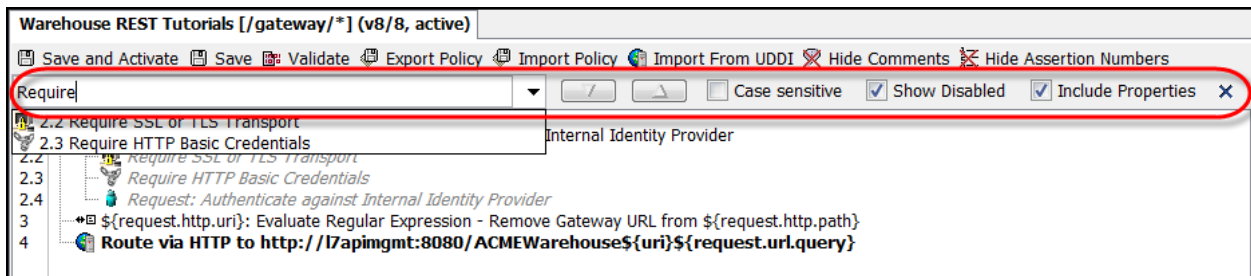 Warehouse REST Tutorials [/gateway/*] (v8/8, active)
Save and Activate Save Validate Export Policy Import Policy Import From UDDI Hide Comments Hide Assertion Numbers
Require Case sensitive Show Disabled Include Properties
2.2 Require SSL or TLS Transport
2.3 Require HTTP Basic Credentials
Internal Identity Provider
2.2 Require SSL or TLS Transport
2.3 Require HTTP Basic Credentials
2.4 Request: Authenticate against Internal Identity Provider
3 ${request.http.uri}: Evaluate Regular Expression - Remove Gateway URL from ${request.http.path}
4 Route via HTTP to http://l7apimgmt:8080/ACMEWarehouse${uri}${request.url.query}